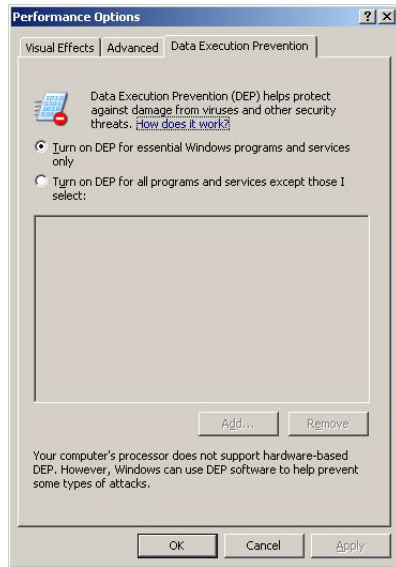 Performance Options
Visual Effects
Advanced
Data Execution Prevention
Data Execution Prevention (DEP) helps protect
against damage from viruses and other security
threats. How does it work?
Turn on DEP for essential Windows programs and services
only
Turn on DEP for all programs and services except those I
select:
Add...
Remove
Your computer's processor does not support hardware-based
DEP. However, Windows can use DEP software to help prevent
some types of attacks.
OK
Cancel
Apply